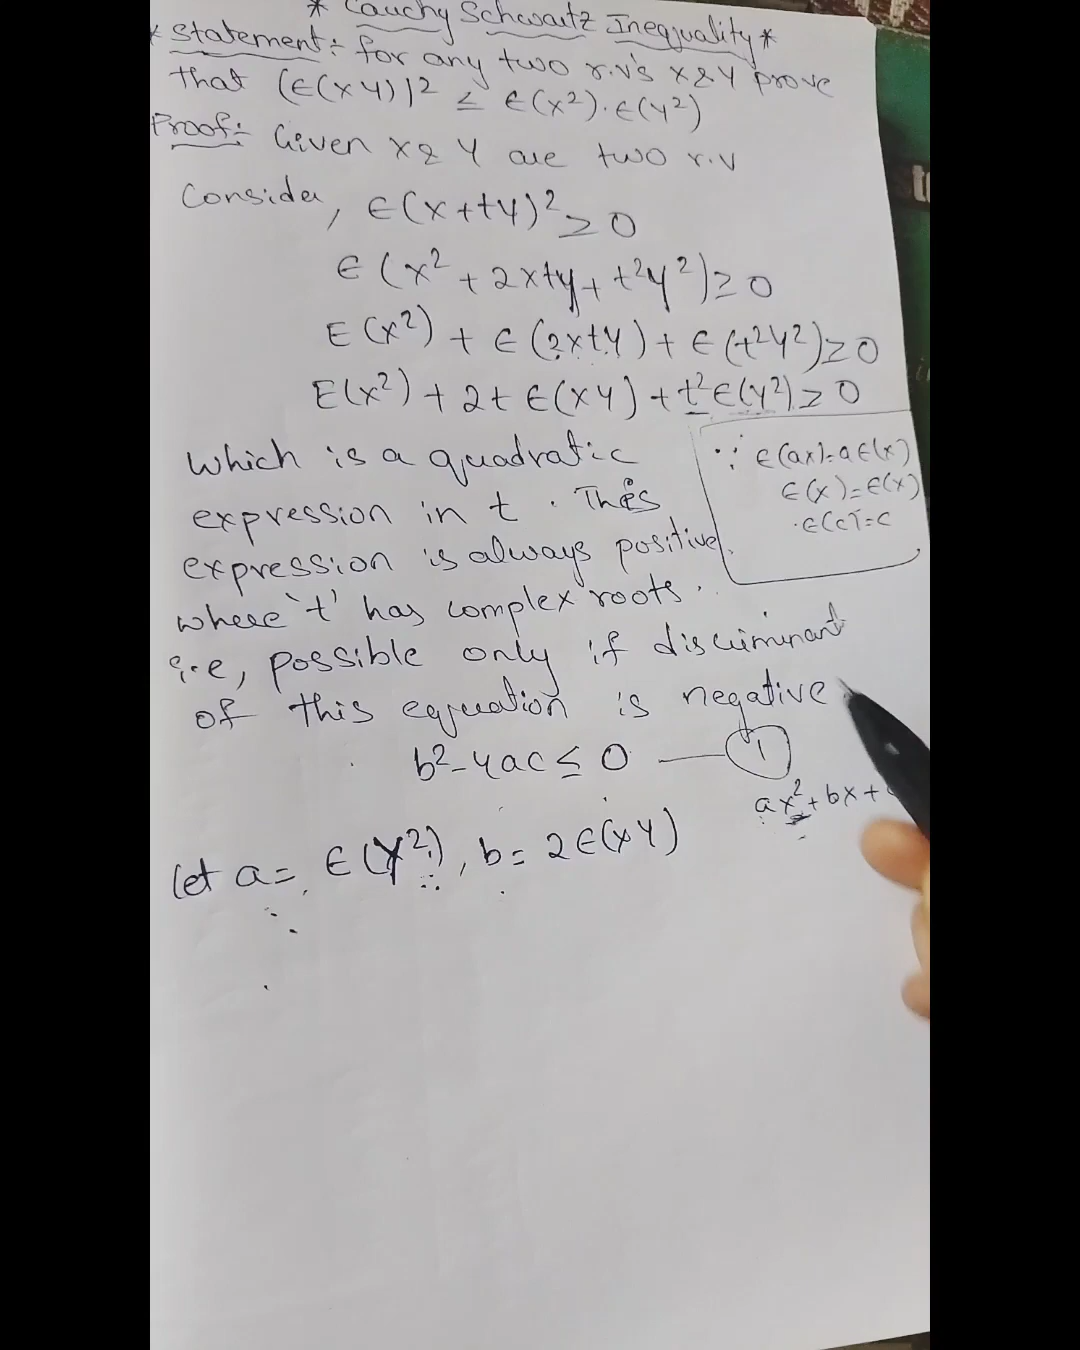 * Cauchy Schwartz Inequality *
* Statement:- for any two r.v's x & y prove
that (E(xy))² ≤ E(x²).E(y²)
Proof:- Given x & y are two r.v
Consider, E(x+ty)² ≥ 0
E(x² + 2xty + t²y²) ≥ 0
E(x²) + E(2xty) + E(t²y²) ≥ 0
E(x²) + 2t E(xy) + t²E(y²) ≥ 0
∵ E(ax)=aE(x)
E(x)=E(x)
E(c)=c
which is a quadratic
expression in t. This
expression is always positive,
where 't' has complex roots.
i.e, possible only if discriminant
of this equation is negative
b²-4ac ≤ 0 — 1
ax²+bx+
let a = E(y²), b = 2E(xy)